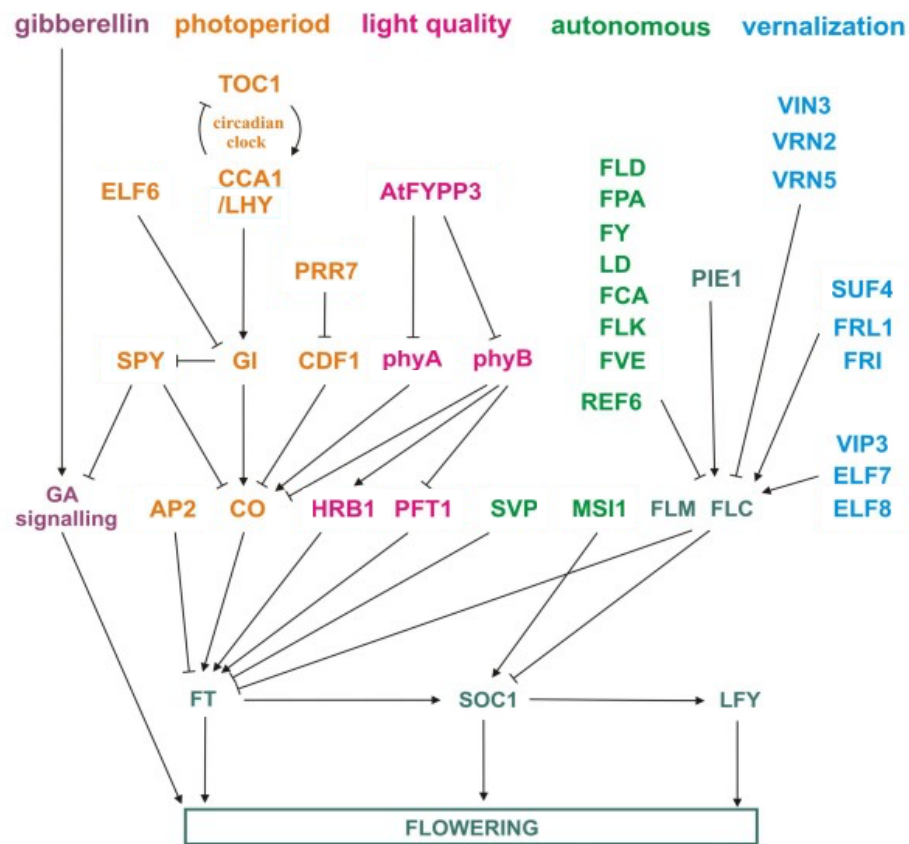 gibberellin photoperiod light quality autonomous vernalization
TOC1
circadian
clock
CCA1
/LHY
ELF6
AtFYPP3
PRR7
SPY GI CDF1 phyA phyB
FLD
FPA
FY
LD
FCA
FLK
FVE
REF6
PIE1
VIN3
VRN2
VRN5
SUF4
FRL1
FRI
VIP3
ELF7
ELF8
GA
signalling
AP2 CO HRB1 PFT1 SVP MSI1 FLM FLC
FT SOC1 LFY
FLOWERING